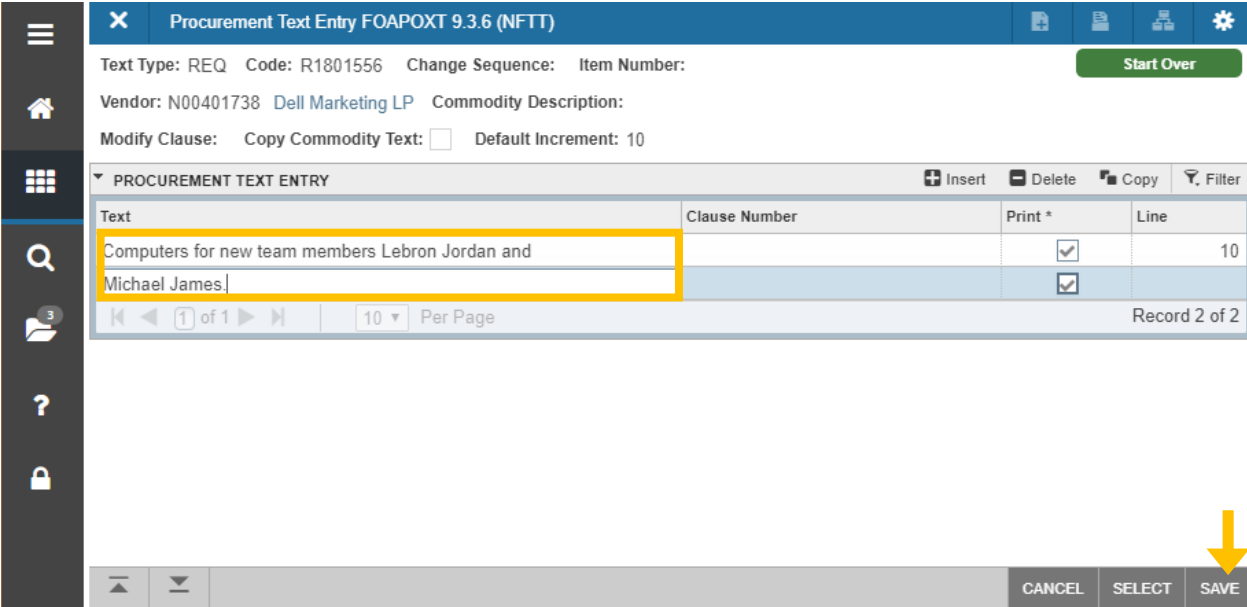 Procurement Text Entry FOAPOXT 9.3.6 (NFTT)
Text Type: REQ Code: R1801556 Change Sequence: Item Number: Start Over
Vendor: N00401738 Dell Marketing LP Commodity Description:
Modify Clause: Copy Commodity Text: Default Increment: 10
PROCUREMENT TEXT ENTRY Insert Delete Copy Filter
Text Clause Number Print * Line
Computers for new team members Lebron Jordan and 10
Michael James.
1 of 1 10 Per Page Record 2 of 2
3
?
CANCEL SELECT SAVE